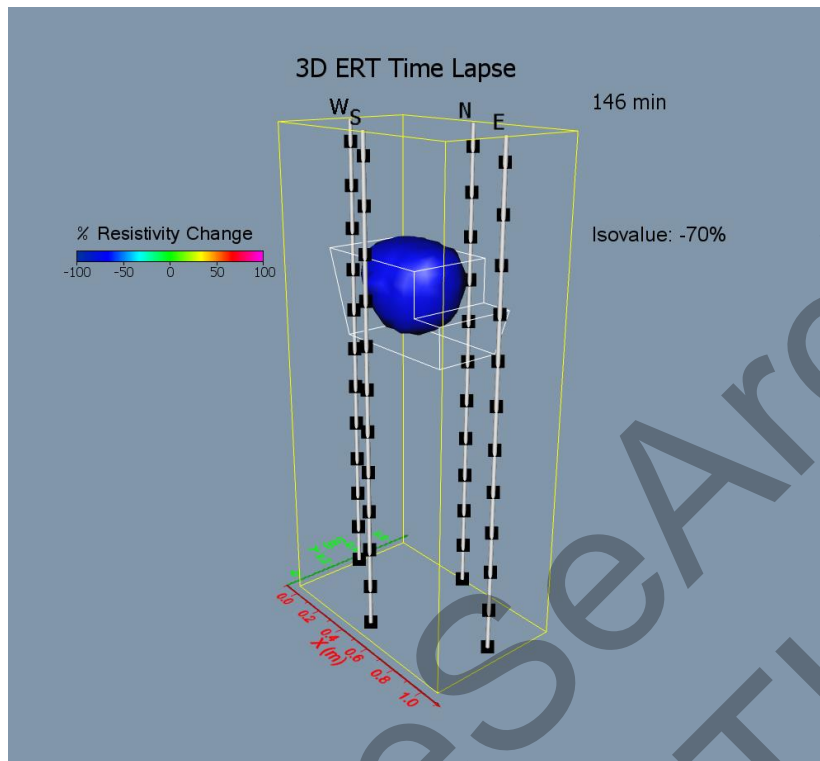 3D ERT Time Lapse
146 min
W
S
N
E
% Resistivity Change
-100 -50 0 50 100
Isovalue: -70%
0.0
0.2
0.4
0.6
0.8
1.0
X (m)